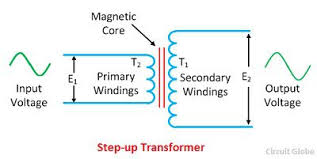 Magnetic
Core
T₂
T₁
E₁
Primary
Windings
Secondary
Windings
E₂
Input
Voltage
Output
Voltage
Step-up Transformer
Circuit Globe